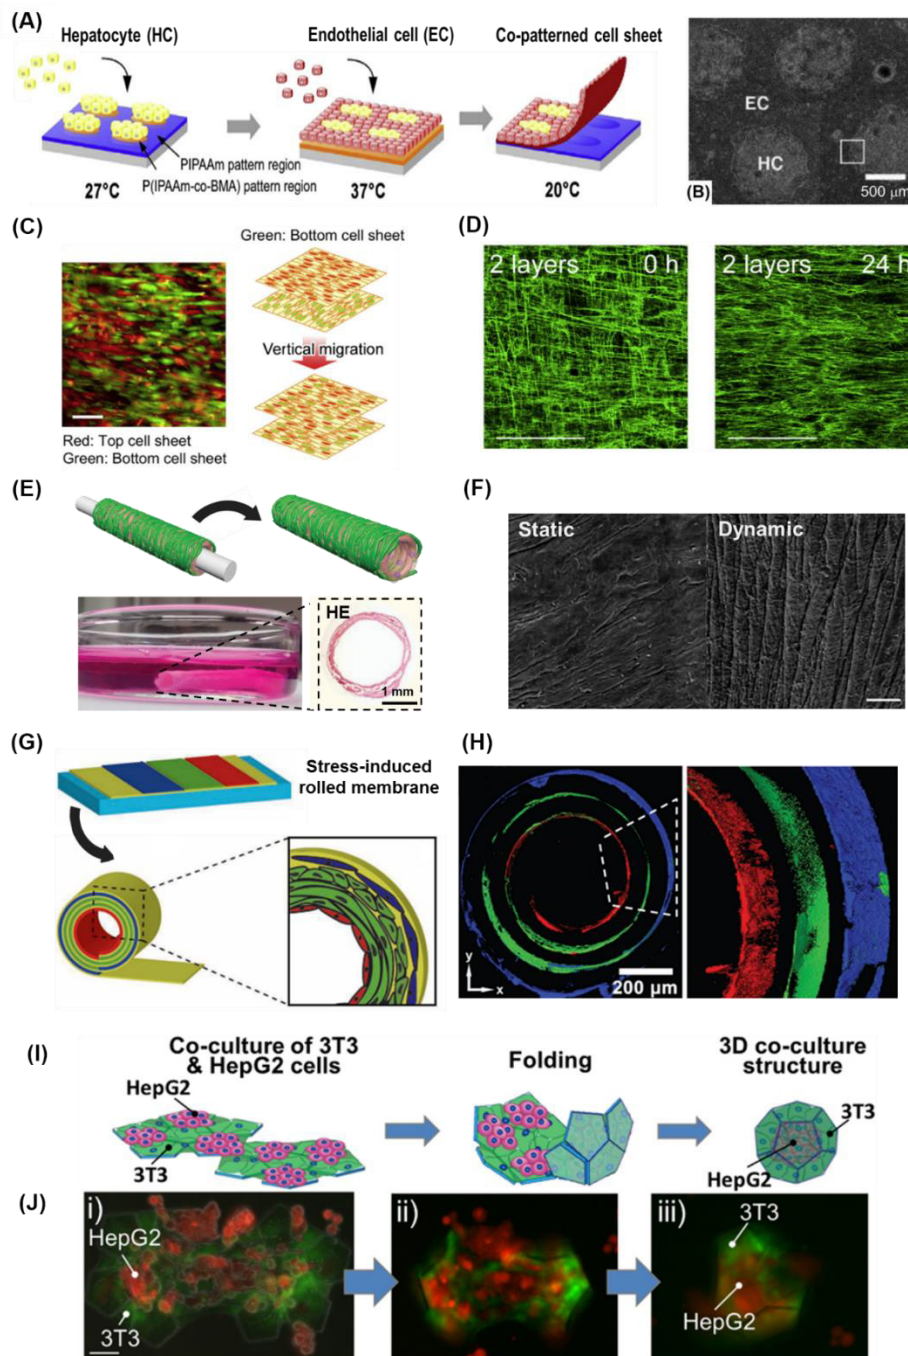 (A)
Hepatocyte (HC)
Endothelial cell (EC)
Co-patterned cell sheet
PIPAAm pattern region
P(IPAAm-co-BMA) pattern region
27°C
37°C
20°C
EC
HC
(B)
500 μm
(C)
Green: Bottom cell sheet
Vertical migration
Red: Top cell sheet
Green: Bottom cell sheet
(D)
2 layers 0 h
2 layers 24 h
(E)
HE
1 mm
(F)
Static
Dynamic
(G)
Stress-induced
rolled membrane
(H)
y
x
200 μm
(I)
Co-culture of 3T3
& HepG2 cells
HepG2
3T3
Folding
3D co-culture
structure
3T3
HepG2
(J)
i)
HepG2
3T3
ii)
iii)
3T3
HepG2